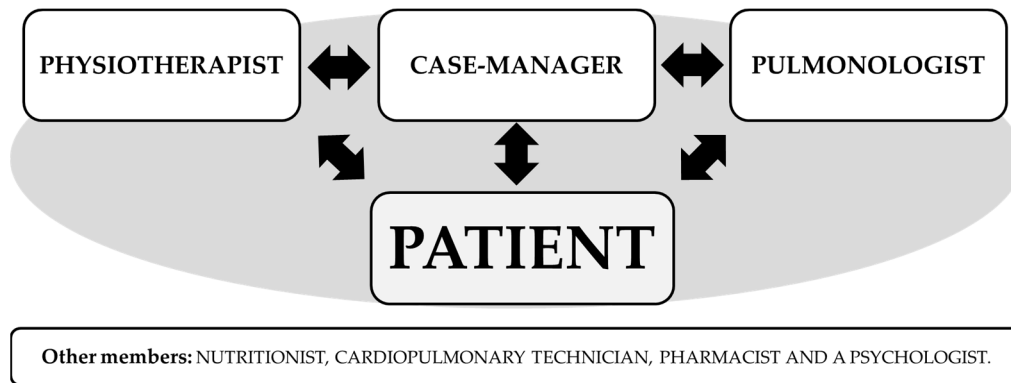 PHYSIOTHERAPIST
CASE-MANAGER
PULMONOLOGIST
PATIENT
Other members: NUTRITIONIST, CARDIOPULMONARY TECHNICIAN, PHARMACIST AND A PSYCHOLOGIST.